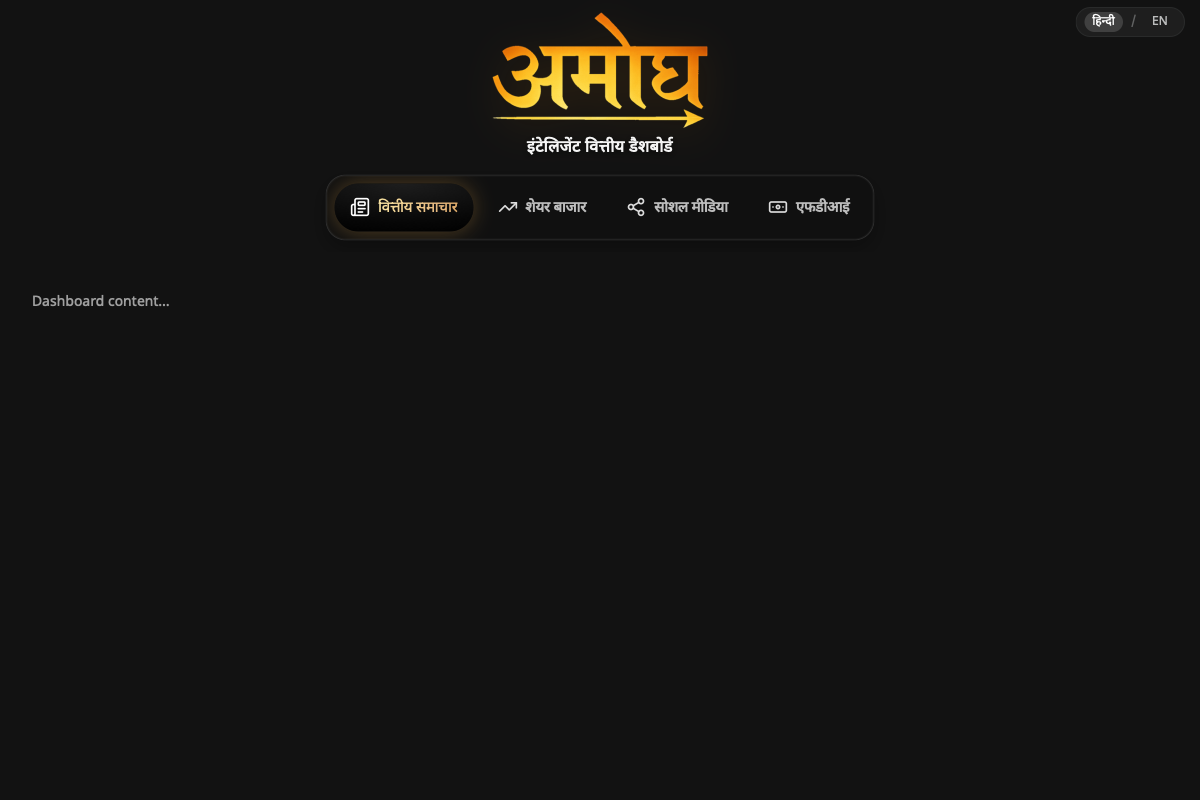 हिन्दी / EN
अमोघ
इंटेलिजेंट वित्तीय डैशबोर्ड
वित्तीय समाचार शेयर बाजार सोशल मीडिया एफडीआई
Dashboard content...